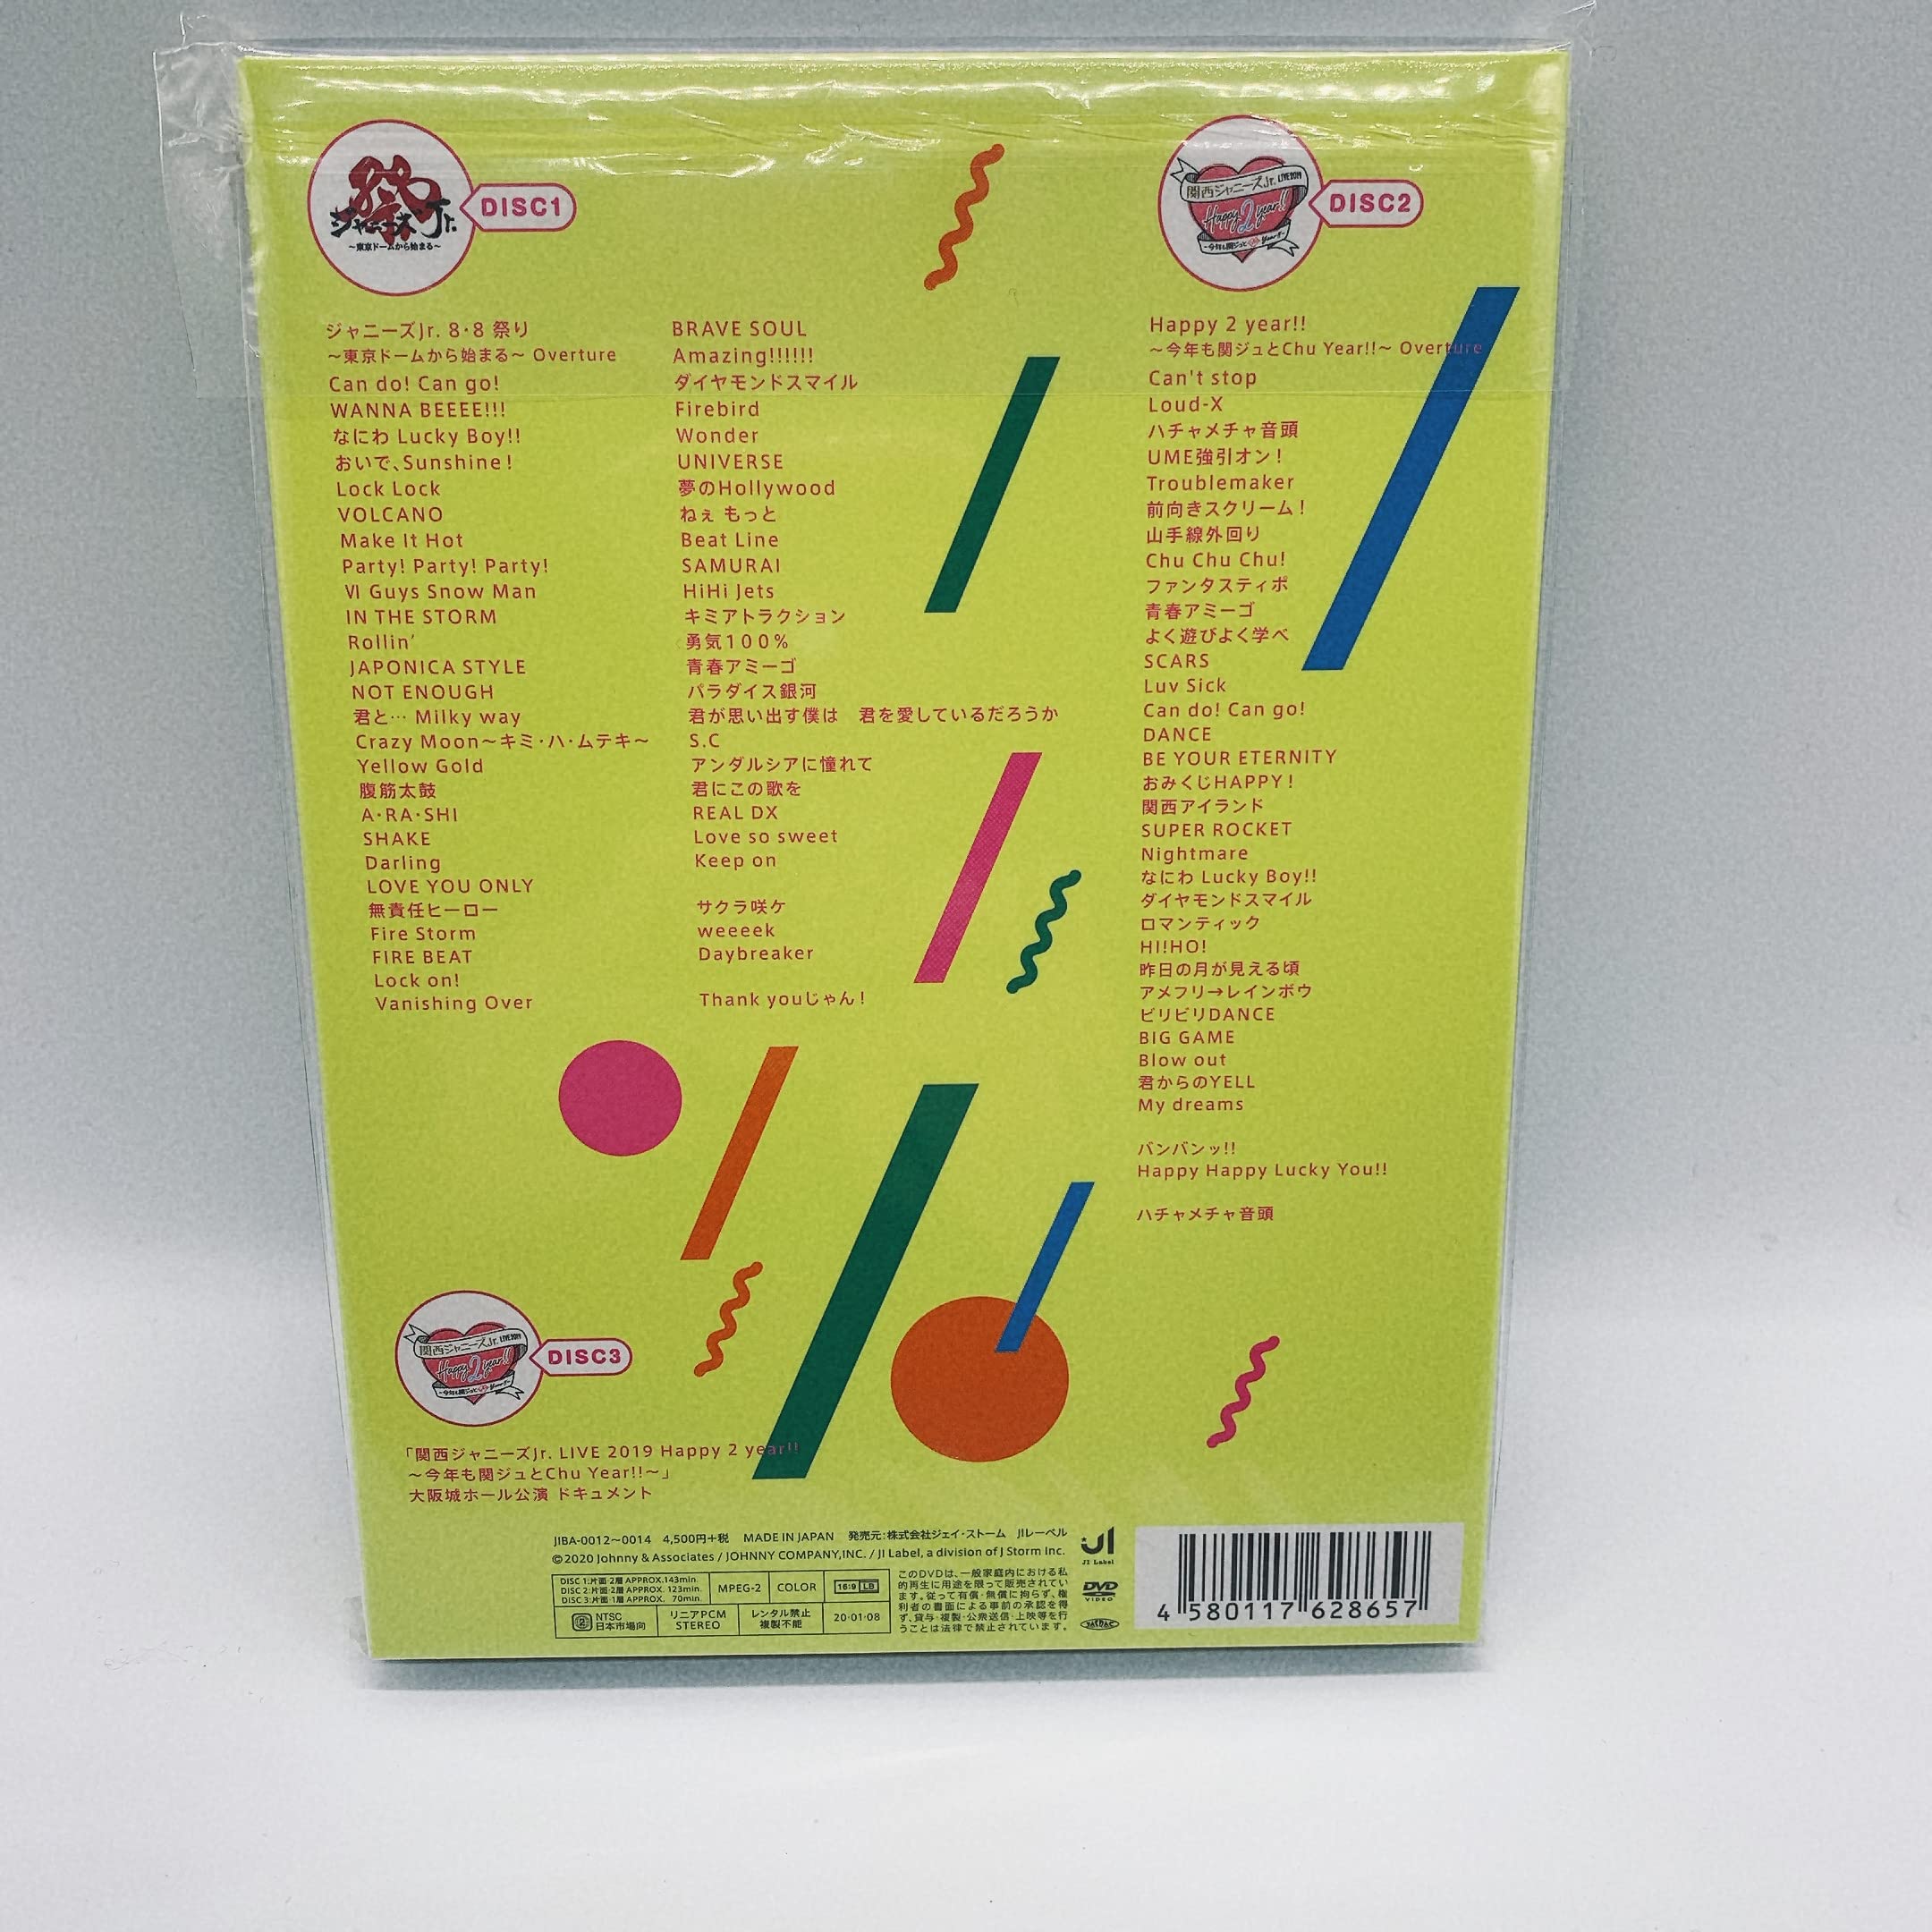 祭
ジャニーズJr.
～東京ドームから始まる～
DISC1
ジャニーズJr. 8・8 祭り
～東京ドームから始まる～ Overture
Can do! Can go!
WANNA BEEEE!!!
なにわ Lucky Boy!!
おいで、Sunshine!
Lock Lock
VOLCANO
Make It Hot
Party! Party! Party!
Ⅵ Guys Snow Man
IN THE STORM
Rollin'
JAPONICA STYLE
NOT ENOUGH
君と… Milky way
Crazy Moon～キミ・ハ・ムテキ～
Yellow Gold
腹筋太鼓
A・RA・SHI
SHAKE
Darling
LOVE YOU ONLY
無責任ヒーロー
Fire Storm
FIRE BEAT
Lock on!
Vanishing Over
BRAVE SOUL
Amazing!!!!!!
ダイヤモンドスマイル
Firebird
Wonder
UNIVERSE
夢のHollywood
ねぇ もっと
Beat Line
SAMURAI
HiHi Jets
キミアトラクション
勇気100%
青春アミーゴ
パラダイス銀河
君が思い出す僕は　君を愛しているだろうか
S.C
アンダルシアに憧れて
君にこの歌を
REAL DX
Love so sweet
Keep on
サクラ咲ケ
weeeek
Daybreaker
Thank youじゃん!
関西ジャニーズJr. LIVE2019
Happy 2 year!!
～今年も関ジュとChu Year!!～
DISC2
Happy 2 year!!
～今年も関ジュとChu Year!!～ Overture
Can't stop
Loud-X
ハチャメチャ音頭
UME強引オン!
Troublemaker
前向きスクリーム!
山手線外回り
Chu Chu Chu!
ファンタスティポ
青春アミーゴ
よく遊びよく学べ
SCARS
Luv Sick
Can do! Can go!
DANCE
BE YOUR ETERNITY
おみくじHAPPY!
関西アイランド
SUPER ROCKET
Nightmare
なにわ Lucky Boy!!
ダイヤモンドスマイル
ロマンティック
HI!HO!
昨日の月が見える頃
アメフリ→レインボウ
ビリビリDANCE
BIG GAME
Blow out
君からのYELL
My dreams
バンバンッ!!
Happy Happy Lucky You!!
ハチャメチャ音頭
関西ジャニーズJr. LIVE2019
Happy 2 year!!
～今年も関ジュとChu Year!!～
DISC3
「関西ジャニーズJr. LIVE 2019 Happy 2 year!!
～今年も関ジュとChu Year!!～」
大阪城ホール公演 ドキュメント
JIBA-0012～0014　4,500円+税　MADE IN JAPAN　発売元:株式会社ジェイ・ストーム　JIレーベル
©2020 Johnny & Associates / JOHNNY COMPANY,INC. / JI Label, a division of J Storm Inc.
JI Label
DISC 1:片面・2層 APPROX.143min.
DISC 2:片面・2層 APPROX. 123min.
DISC 3:片面・1層 APPROX. 70min.
MPEG-2
COLOR
16:9 LB
2 NTSC 日本市場向
リニアPCM STEREO
レンタル禁止 複製不能
20・01・08
このDVDは、一般家庭内における私
的再生に用途を限って販売されてい
ます。従って有償・無償に拘らず、権
利者の書面による事前の承認を得
ず、貸与・複製・公衆送信・上映等を行
うことは法律で禁止されています。
DVD
VIDEO
4 580117 628657